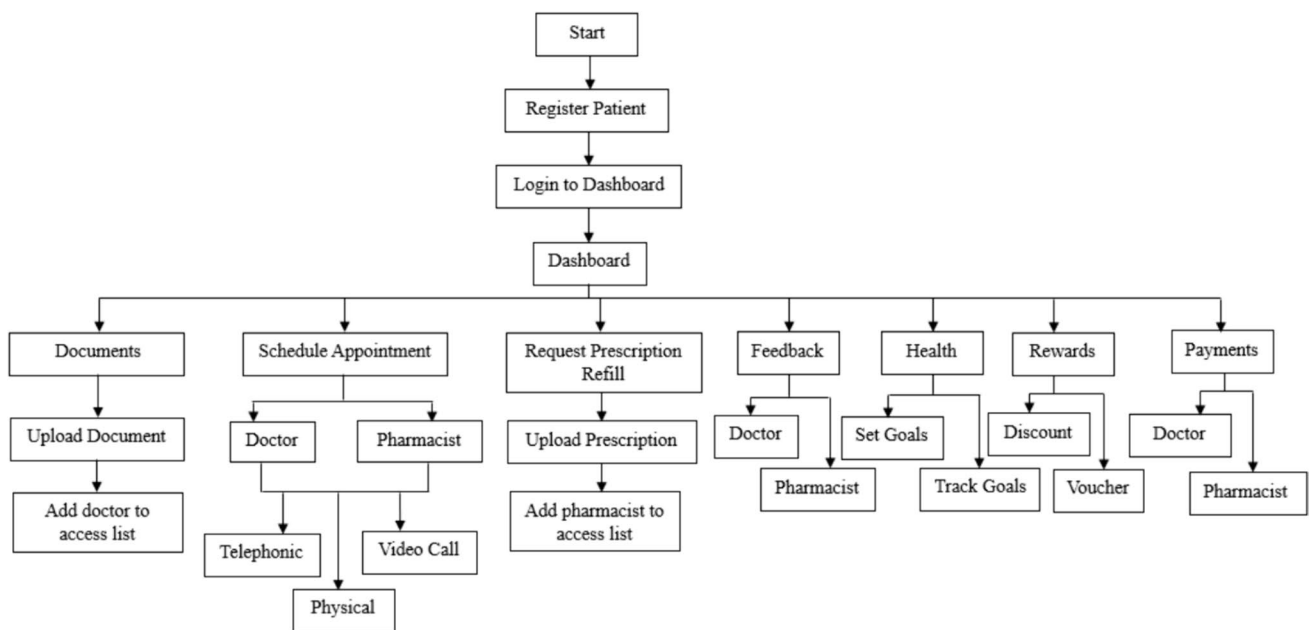 Start
Register Patient
Login to Dashboard
Dashboard
Documents
Schedule Appointment
Request Prescription
Refill
Feedback
Health
Rewards
Payments
Upload Document
Doctor
Pharmacist
Upload Prescription
Doctor
Set Goals
Discount
Doctor
Pharmacist
Track Goals
Voucher
Pharmacist
Add doctor to
access list
Telephonic
Video Call
Add pharmacist to
access list
Physical